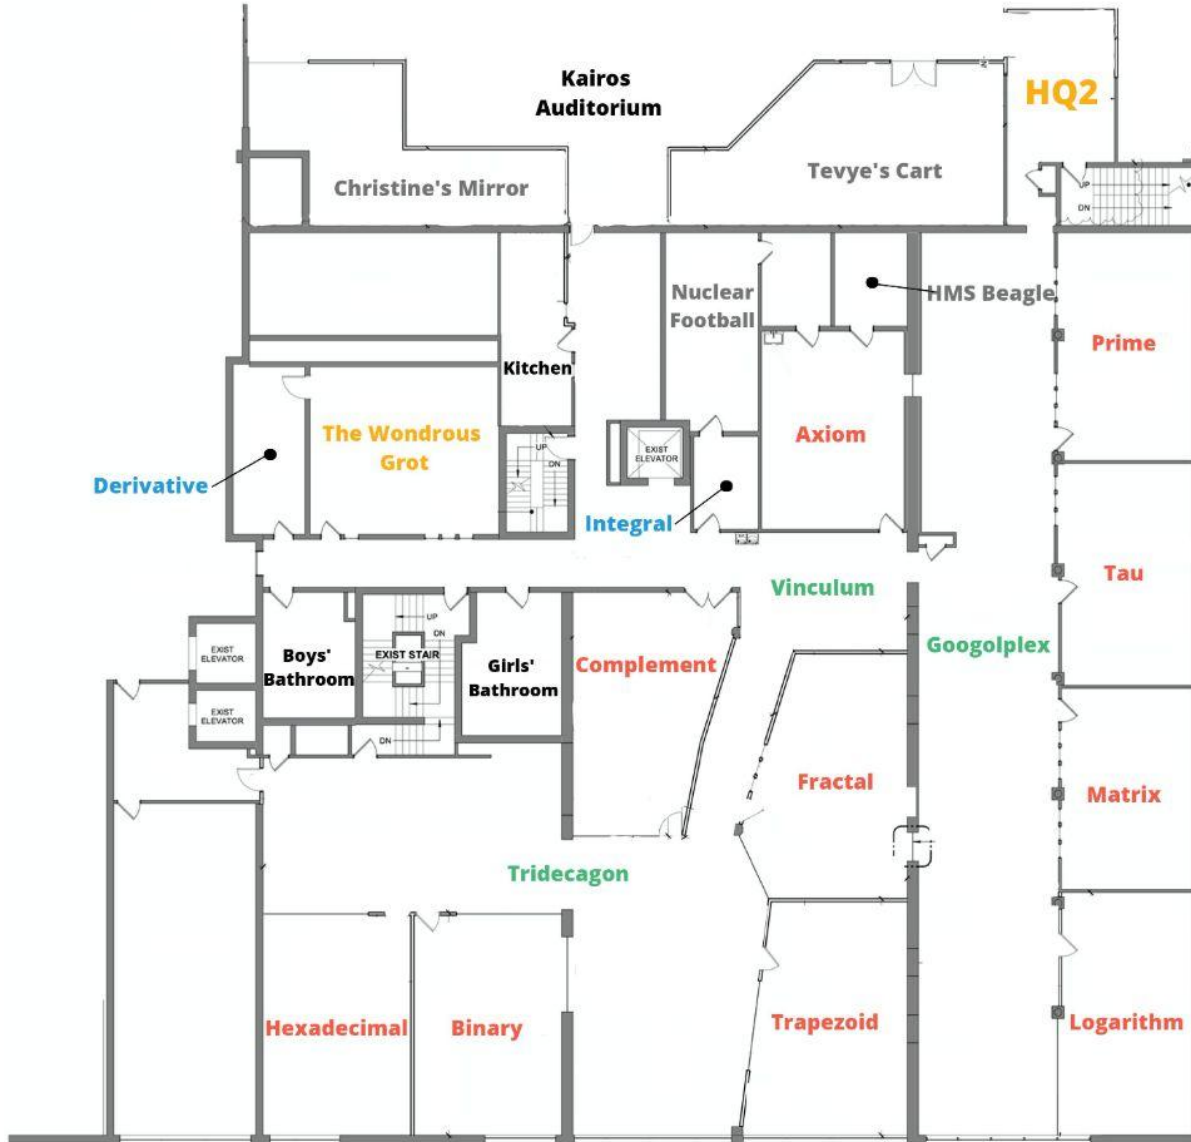 Kairos
Auditorium
HQ2
Christine's Mirror
Tevye's Cart
UP
DN
Nuclear
Football
HMS Beagle
Prime
Kitchen
The Wondrous
Grot
Axiom
UP
DN
EXIST
ELEVATOR
Derivative
Integral
Tau
Vinculum
UP
DN
EXIST
ELEVATOR
Boys'
Bathroom
EXIST STAIR
Girls'
Bathroom
Complement
Googolplex
EXIST
ELEVATOR
DN
Fractal
Matrix
Tridecagon
Hexadecimal
Binary
Trapezoid
Logarithm